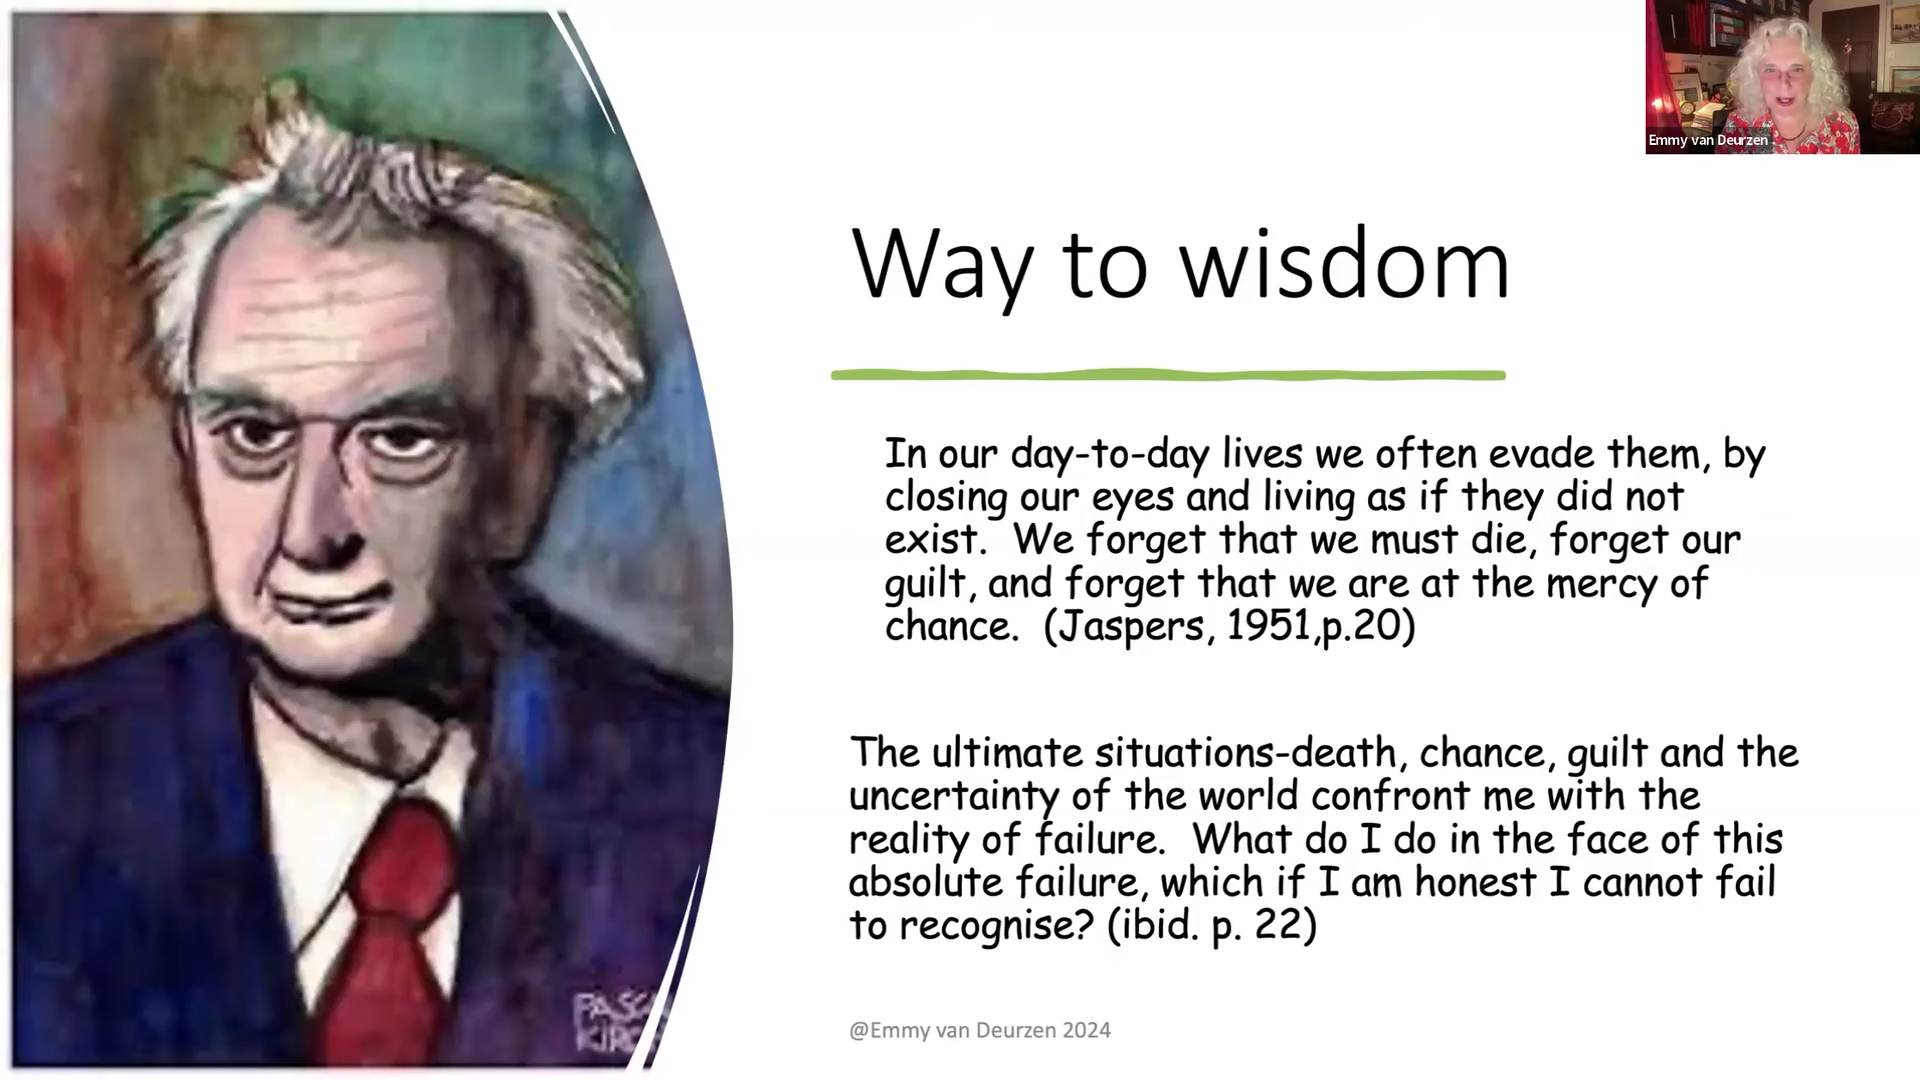 Emmy van Deurzen
Way to wisdom
In our day-to-day lives we often evade them, by
closing our eyes and living as if they did not
exist.  We forget that we must die, forget our
guilt, and forget that we are at the mercy of
chance.  (Jaspers, 1951,p.20)
The ultimate situations-death, chance, guilt and the
uncertainty of the world confront me with the
reality of failure.  What do I do in the face of this
absolute failure, which if I am honest I cannot fail
to recognise? (ibid. p. 22)
@Emmy van Deurzen 2024